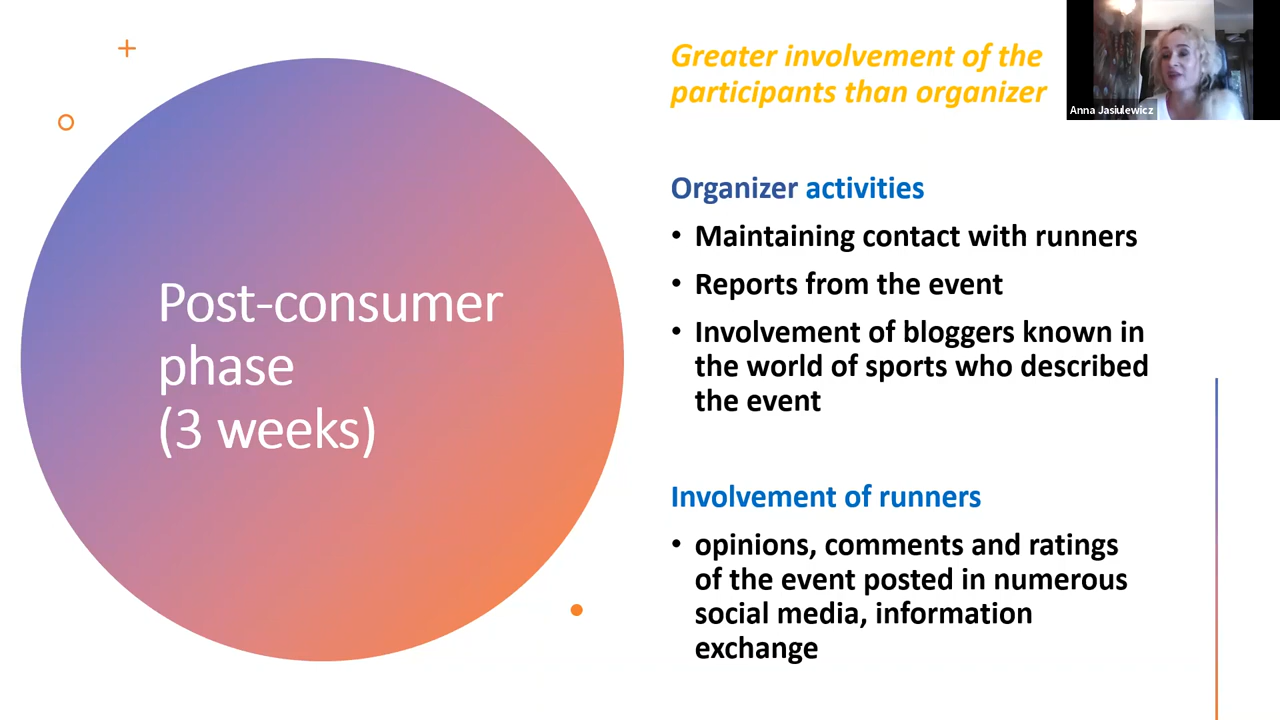 Post-consumer
phase
(3 weeks)
Greater involvement of the
participants than organizer
Anna Jasiulewicz
Organizer activities
• Maintaining contact with runners
• Reports from the event
• Involvement of bloggers known in
the world of sports who described
the event
Involvement of runners
• opinions, comments and ratings
of the event posted in numerous
social media, information
exchange